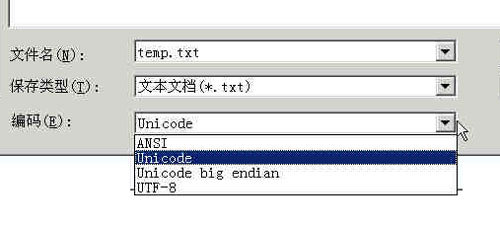 文件名(N): temp.txt
保存类型(T): 文本文档(*.txt)
编码(E): Unicode
ANSI
Unicode
Unicode big endian
UTF-8